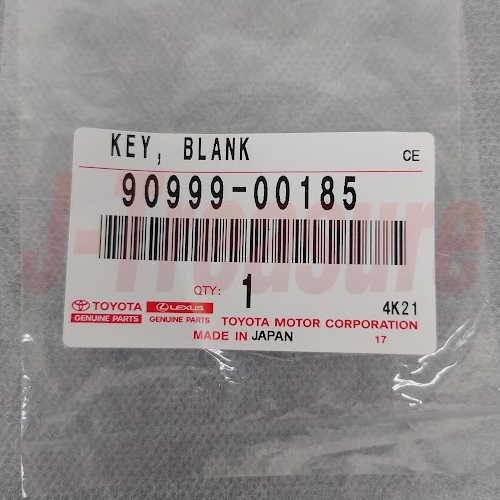 KEY, BLANK
CE
90999-00185
J-Treasure
QTY: 1
TOYOTA LEXUS 4K21
GENUINE PARTS GENUINE PARTS TOYOTA MOTOR CORPORATION
MADE IN JAPAN 17